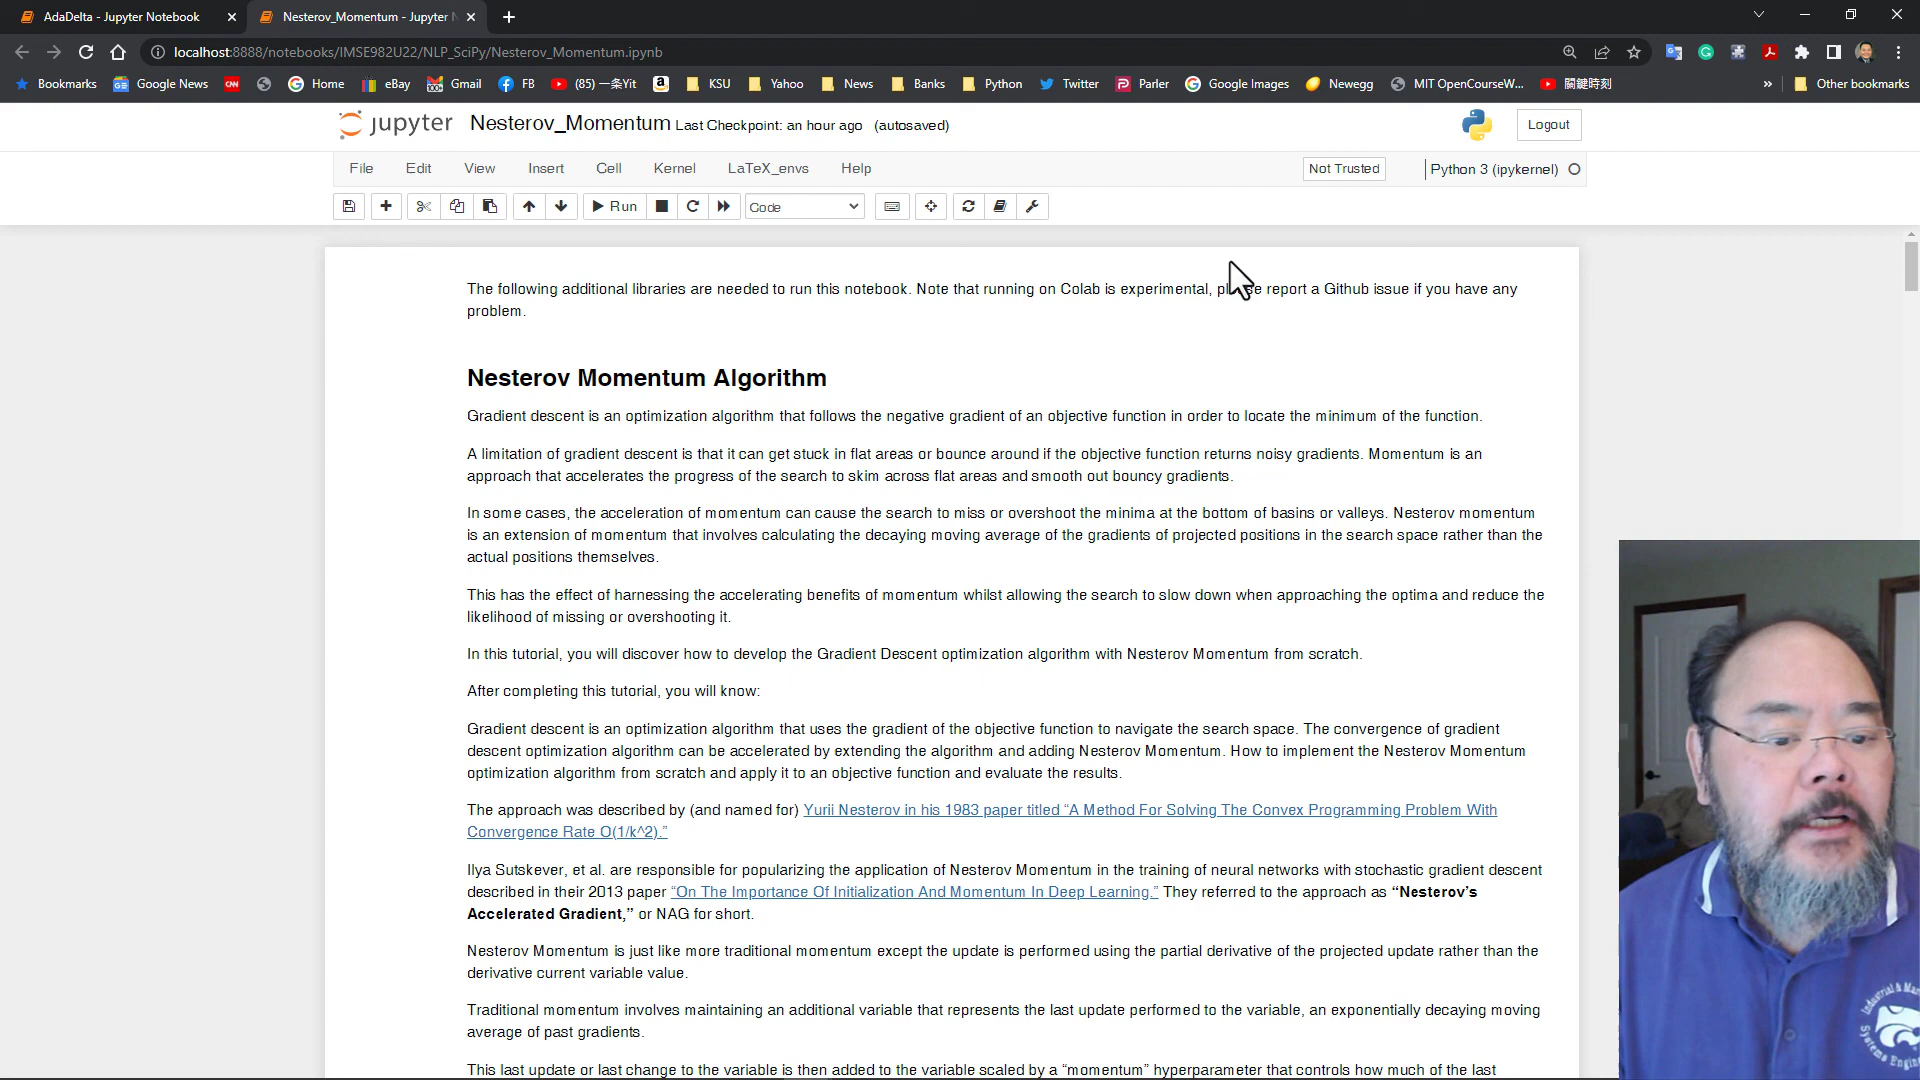 AdaDelta - Jupyter Notebook
Nesterov_Momentum - Jupyter N
localhost:8888/notebooks/IMSE982U22/NLP_SciPy/Nesterov_Momentum.ipynb
Bookmarks Google News CNN Home eBay Gmail FB (85) 一条Yit KSU Yahoo News Banks Python Twitter Parler Google Images Newegg MIT OpenCourseW... 關鍵時刻 » Other bookmarks
jupyter Nesterov_Momentum Last Checkpoint: an hour ago (autosaved) Logout
File Edit View Insert Cell Kernel LaTeX_envs Help Not Trusted Python 3 (ipykernel)
Run Code
The following additional libraries are needed to run this notebook. Note that running on Colab is experimental, report a Github issue if you have any
problem.
Nesterov Momentum Algorithm
Gradient descent is an optimization algorithm that follows the negative gradient of an objective function in order to locate the minimum of the function.
A limitation of gradient descent is that it can get stuck in flat areas or bounce around if the objective function returns noisy gradients. Momentum is an
approach that accelerates the progress of the search to skim across flat areas and smooth out bouncy gradients.
In some cases, the acceleration of momentum can cause the search to miss or overshoot the minima at the bottom of basins or valleys. Nesterov momentum
is an extension of momentum that involves calculating the decaying moving average of the gradients of projected positions in the search space rather than the
actual positions themselves.
This has the effect of harnessing the accelerating benefits of momentum whilst allowing the search to slow down when approaching the optima and reduce the
likelihood of missing or overshooting it.
In this tutorial, you will discover how to develop the Gradient Descent optimization algorithm with Nesterov Momentum from scratch.
After completing this tutorial, you will know:
Gradient descent is an optimization algorithm that uses the gradient of the objective function to navigate the search space. The convergence of gradient
descent optimization algorithm can be accelerated by extending the algorithm and adding Nesterov Momentum. How to implement the Nesterov Momentum
optimization algorithm from scratch and apply it to an objective function and evaluate the results.
The approach was described by (and named for) Yurii Nesterov in his 1983 paper titled “A Method For Solving The Convex Programming Problem With
Convergence Rate O(1/k^2).”
Ilya Sutskever, et al. are responsible for popularizing the application of Nesterov Momentum in the training of neural networks with stochastic gradient descent
described in their 2013 paper “On The Importance Of Initialization And Momentum In Deep Learning.” They referred to the approach as “Nesterov’s
Accelerated Gradient,” or NAG for short.
Nesterov Momentum is just like more traditional momentum except the update is performed using the partial derivative of the projected update rather than the
derivative current variable value.
Traditional momentum involves maintaining an additional variable that represents the last update performed to the variable, an exponentially decaying moving
average of past gradients.
This last update or last change to the variable is then added to the variable scaled by a “momentum” hyperparameter that controls how much of the last